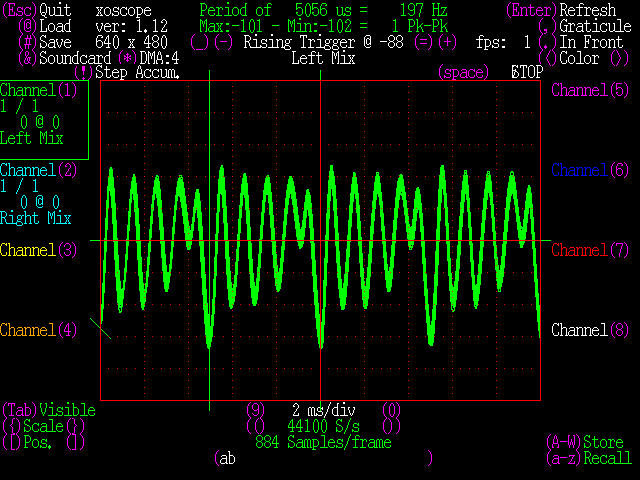 (Esc)Quit xoscope Period of 5056 us = 197 Hz (Enter)Refresh
(@)Load ver: 1.12 Max:-101 - Min:-102 = 1 Pk-Pk (,)Graticule
(#)Save 640 x 480 (_)(-) Rising Trigger @ -88 (=)(+) fps: 1 (.)In Front
(&)Soundcard(*)DMA:4 Left Mix ({)Color (})
(!)Step Accum. (space) STOP
Channel(1) Channel(5)
1 / 1
0 @ 0
Left Mix
Channel(2) Channel(6)
1 / 1
0 @ 0
Right Mix
Channel(3) Channel(7)
Channel(4) Channel(8)
(Tab)Visible (9) 2 ms/div (0)
Scale 44100 S/s
([)Pos. (]) 884 Samples/frame (A-W)Store
(ab ) (a-z)Recall